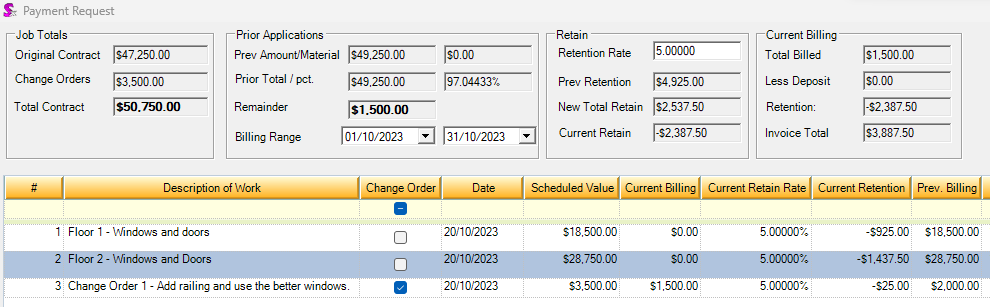 Payment Request
Job Totals
Original Contract $47,250.00
Change Orders $3,500.00
Total Contract $50,750.00
Prior Applications
Prev Amount/Material $49,250.00 $0.00
Prior Total / pct. $49,250.00 97.04433%
Remainder $1,500.00
Billing Range 01/10/2023 31/10/2023
Retain
Retention Rate 5.00000
Prev Retention $4,925.00
New Total Retain $2,537.50
Current Retain -$2,387.50
Current Billing
Total Billed $1,500.00
Less Deposit $0.00
Retention: -$2,387.50
Invoice Total $3,887.50
# Description of Work Change Order Date Scheduled Value Current Billing Current Retain Rate Current Retention Prev. Billing
1 Floor 1 - Windows and doors 20/10/2023 $18,500.00 $0.00 5.00000% -$925.00 $18,500.00
2 Floor 2 - Windows and Doors 20/10/2023 $28,750.00 $0.00 5.00000% -$1,437.50 $28,750.00
3 Change Order 1 - Add railing and use the better windows. 20/10/2023 $3,500.00 $1,500.00 5.00000% -$25.00 $2,000.00